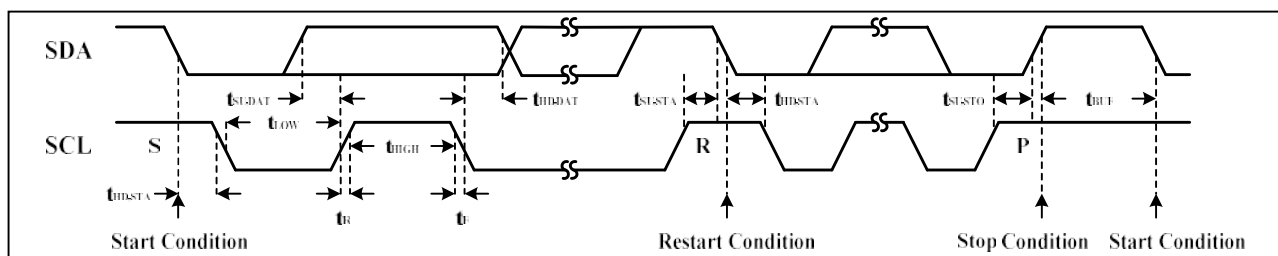 SDA
tSU-DAT tHD-DAT tSU-STA tHD-STA tSU-STO tBUF
tLOW
SCL S tHIGH R P
tHD-STA
tR tF
Start Condition Restart Condition Stop Condition Start Condition